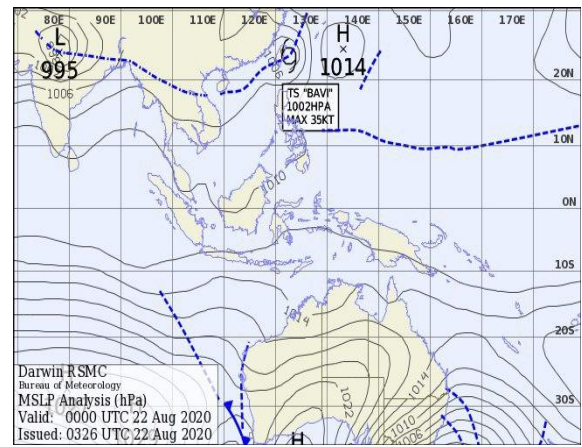 80E 90E 100E 110E 120E 130E 140E 150E 160E 170E
L
995
1006
H
1014
20N
TS "BAVI"
1002HPA
MAX 35KT
10N
1010
0N
10S
1014
20S
1014
1022
1010
1006
30S
H
Darwin RSMC
Bureau of Meteorology
MSLP Analysis (hPa)
Valid: 0000 UTC 22 Aug 2020
Issued: 0326 UTC 22 Aug 2020